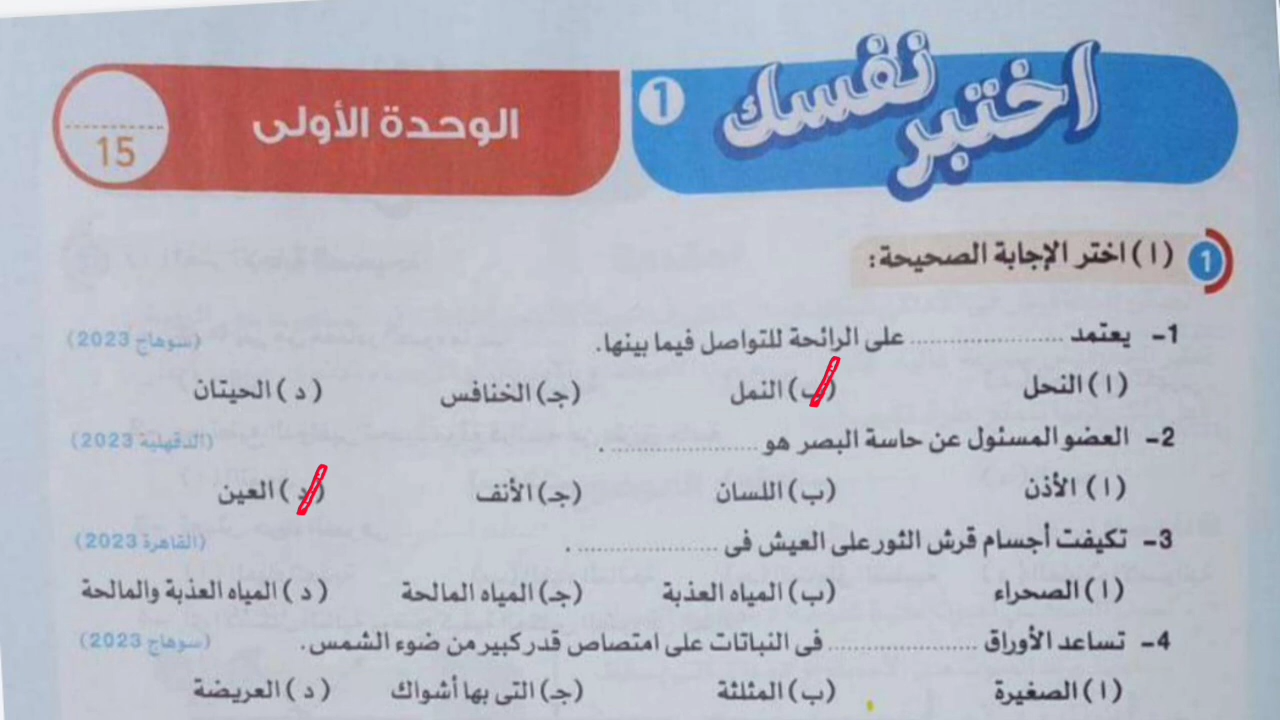 اختبر نفسك 1
الوحدة الأولى
15
1 (ا) اختر الإجابة الصحيحة:
1- يعتمد .................... على الرائحة للتواصل فيما بينها. (سوهاج 2023)
(ا) النحل (ب) النمل (جـ) الخنافس (د) الحيتان
2- العضو المسئول عن حاسة البصر هو .................... . (الدقهلية 2023)
(ا) الأذن (ب) اللسان (جـ) الأنف (د) العين
3- تكيفت أجسام قرش الثور على العيش فى .................... . (القاهرة 2023)
(ا) الصحراء (ب) المياه العذبة (جـ) المياه المالحة (د) المياه العذبة والمالحة
4- تساعد الأوراق .................... فى النباتات على امتصاص قدر كبير من ضوء الشمس. (سوهاج 2023)
(ا) الصغيرة (ب) المثلثة (جـ) التى بها أشواك (د) العريضة